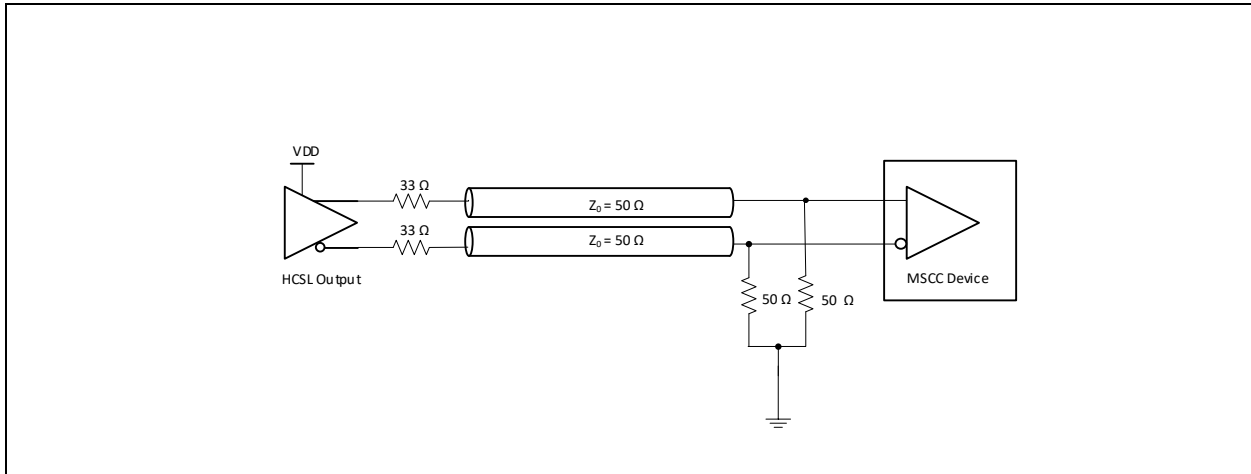 VDD
33 Ω
Z0 = 50 Ω
33 Ω
Z0 = 50 Ω
HCSL Output
MSCC Device
50 Ω
50 Ω